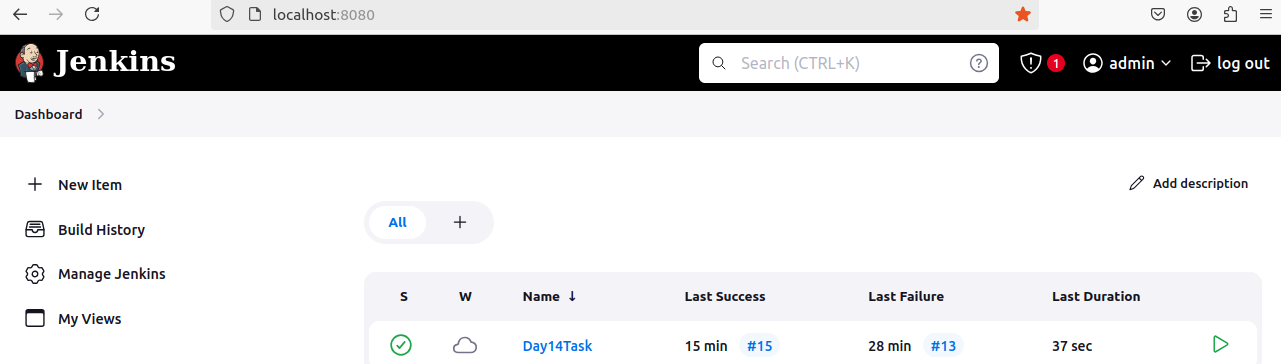 localhost:8080
Jenkins
Search (CTRL+K)
1
admin
log out
Dashboard
New Item
Build History
Manage Jenkins
My Views
Add description
All
S W Name ↓ Last Success Last Failure Last Duration
Day14Task 15 min #15 28 min #13 37 sec